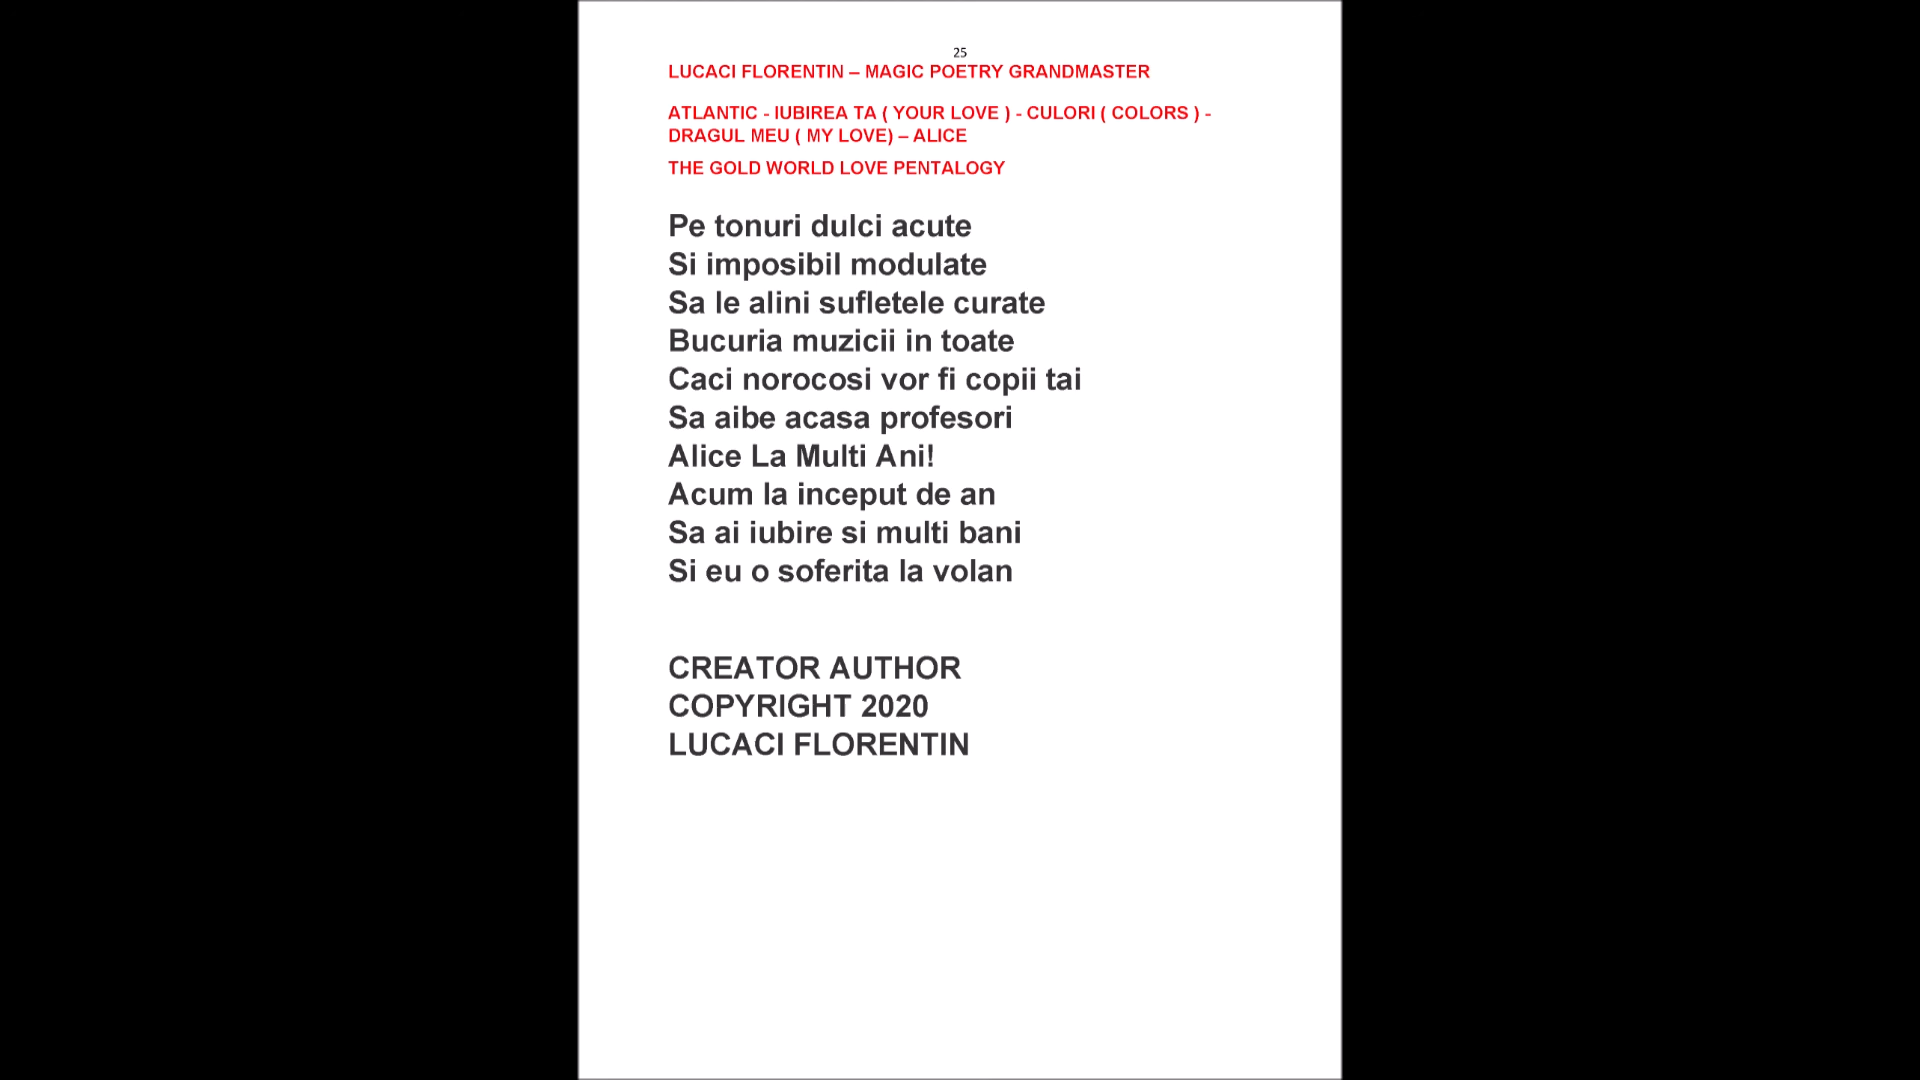 25
LUCACI FLORENTIN – MAGIC POETRY GRANDMASTER
ATLANTIC - IUBIREA TA ( YOUR LOVE ) - CULORI ( COLORS ) -
DRAGUL MEU ( MY LOVE) – ALICE
THE GOLD WORLD LOVE PENTALOGY
Pe tonuri dulci acute
Si imposibil modulate
Sa le alini sufletele curate
Bucuria muzicii in toate
Caci norocosi vor fi copii tai
Sa aibe acasa profesori
Alice La Multi Ani!
Acum la inceput de an
Sa ai iubire si multi bani
Si eu o soferita la volan
CREATOR AUTHOR
COPYRIGHT 2020
LUCACI FLORENTIN